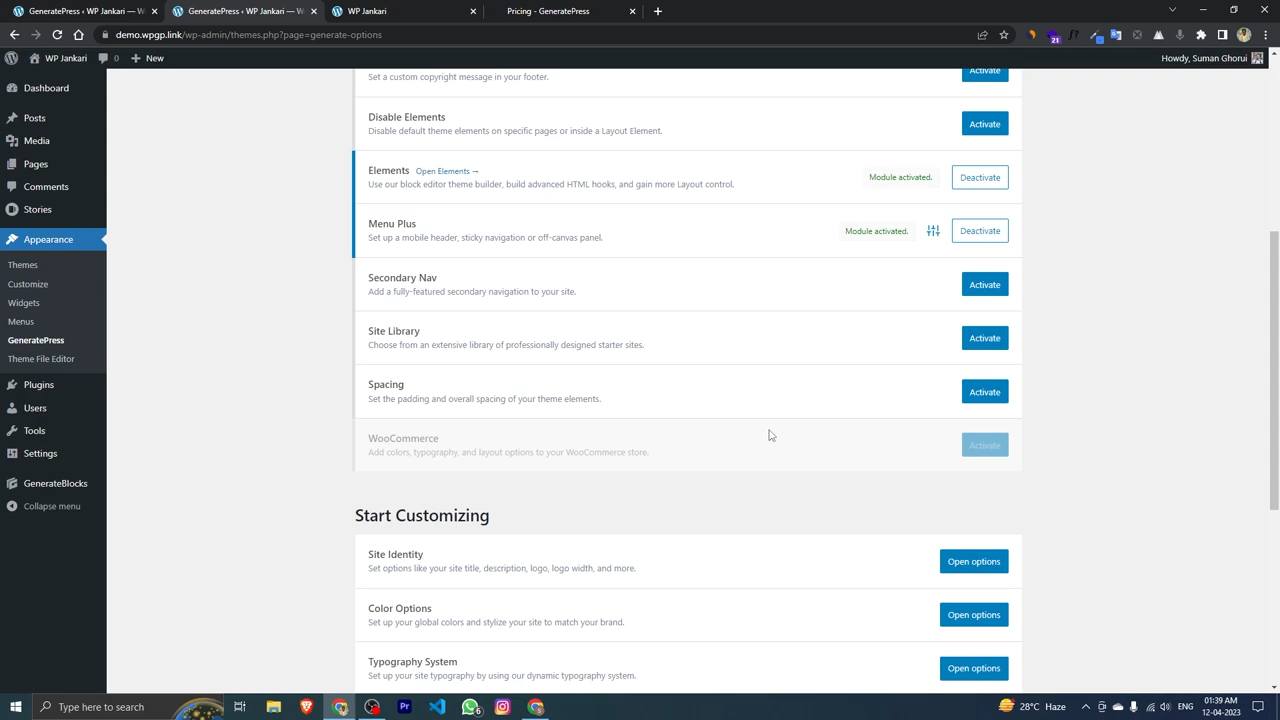 GeneratePress ‹ WP Jankari —
GeneratePress ‹ WP Jankari —
WP Jankari —
Pricing - GeneratePress
demo.wpgp.link/wp-admin/themes.php?page=generate-options
21
WP Jankari
0
New
Howdy, Suman Ghorui
Dashboard
Posts
Media
Pages
Comments
Stories
Appearance
Themes
Customize
Widgets
Menus
GeneratePress
Theme File Editor
Plugins
Users
Tools
Settings
GenerateBlocks
Collapse menu
Set a custom copyright message in your footer.
Activate
Disable Elements
Disable default theme elements on specific pages or inside a Layout Element.
Activate
Elements Open Elements →
Use our block editor theme builder, build advanced HTML hooks, and gain more Layout control.
Module activated.
Deactivate
Menu Plus
Set up a mobile header, sticky navigation or off-canvas panel.
Module activated.
Deactivate
Secondary Nav
Add a fully-featured secondary navigation to your site.
Activate
Site Library
Choose from an extensive library of professionally designed starter sites.
Activate
Spacing
Set the padding and overall spacing of your theme elements.
Activate
WooCommerce
Add colors, typography, and layout options to your WooCommerce store.
Activate
Start Customizing
Site Identity
Set options like your site title, description, logo, logo width, and more.
Open options
Color Options
Set up your global colors and stylize your site to match your brand.
Open options
Typography System
Set up your site typography by using our dynamic typography system.
Open options
Type here to search
Pr
6
28°C Haze
ENG
01:39 AM
12-04-2023